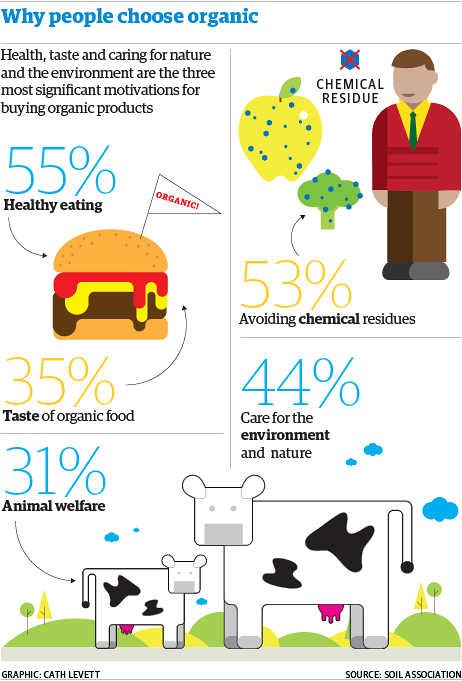 Why people choose organic
Health, taste and caring for nature
and the environment are the three
most significant motivations for
buying organic products
55%
Healthy eating
ORGANIC!
35%
Taste of organic food
31%
Animal welfare
CHEMICAL
RESIDUE
53%
Avoiding chemical residues
44%
Care for the
environment
and nature
GRAPHIC: CATH LEVETT
SOURCE: SOIL ASSOCIATION